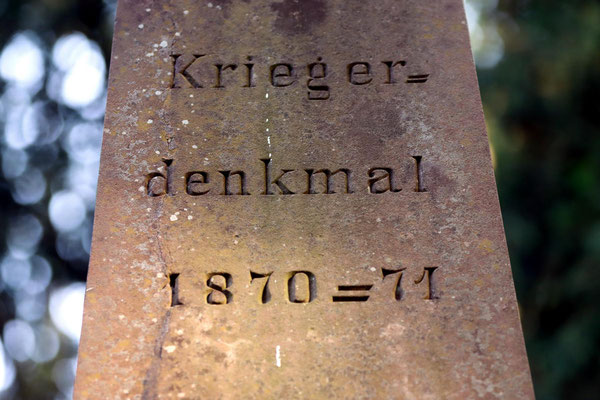 Krieger=
denkmal
1870=71